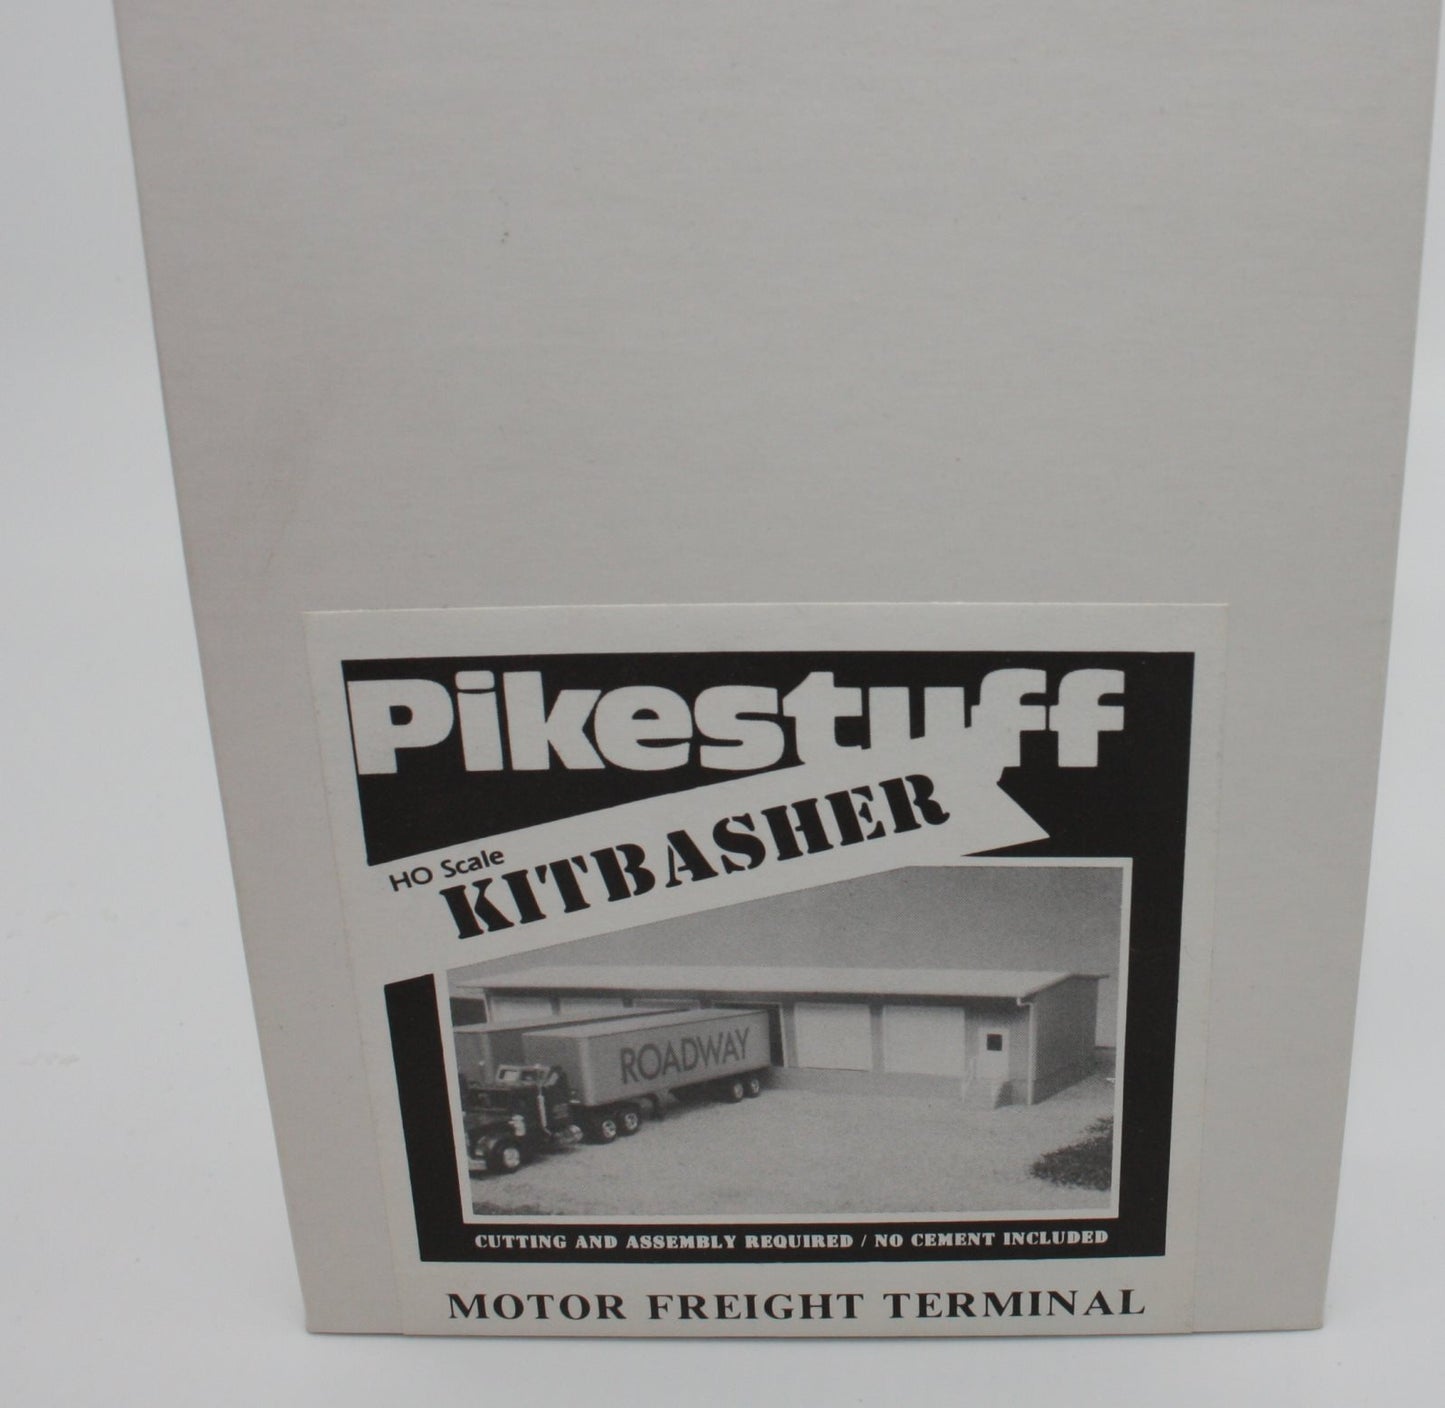 Pikestuff
HO Scale
KITBASHER
ROADWAY
CUTTING AND ASSEMBLY REQUIRED / NO CEMENT INCLUDED
MOTOR FREIGHT TERMINAL